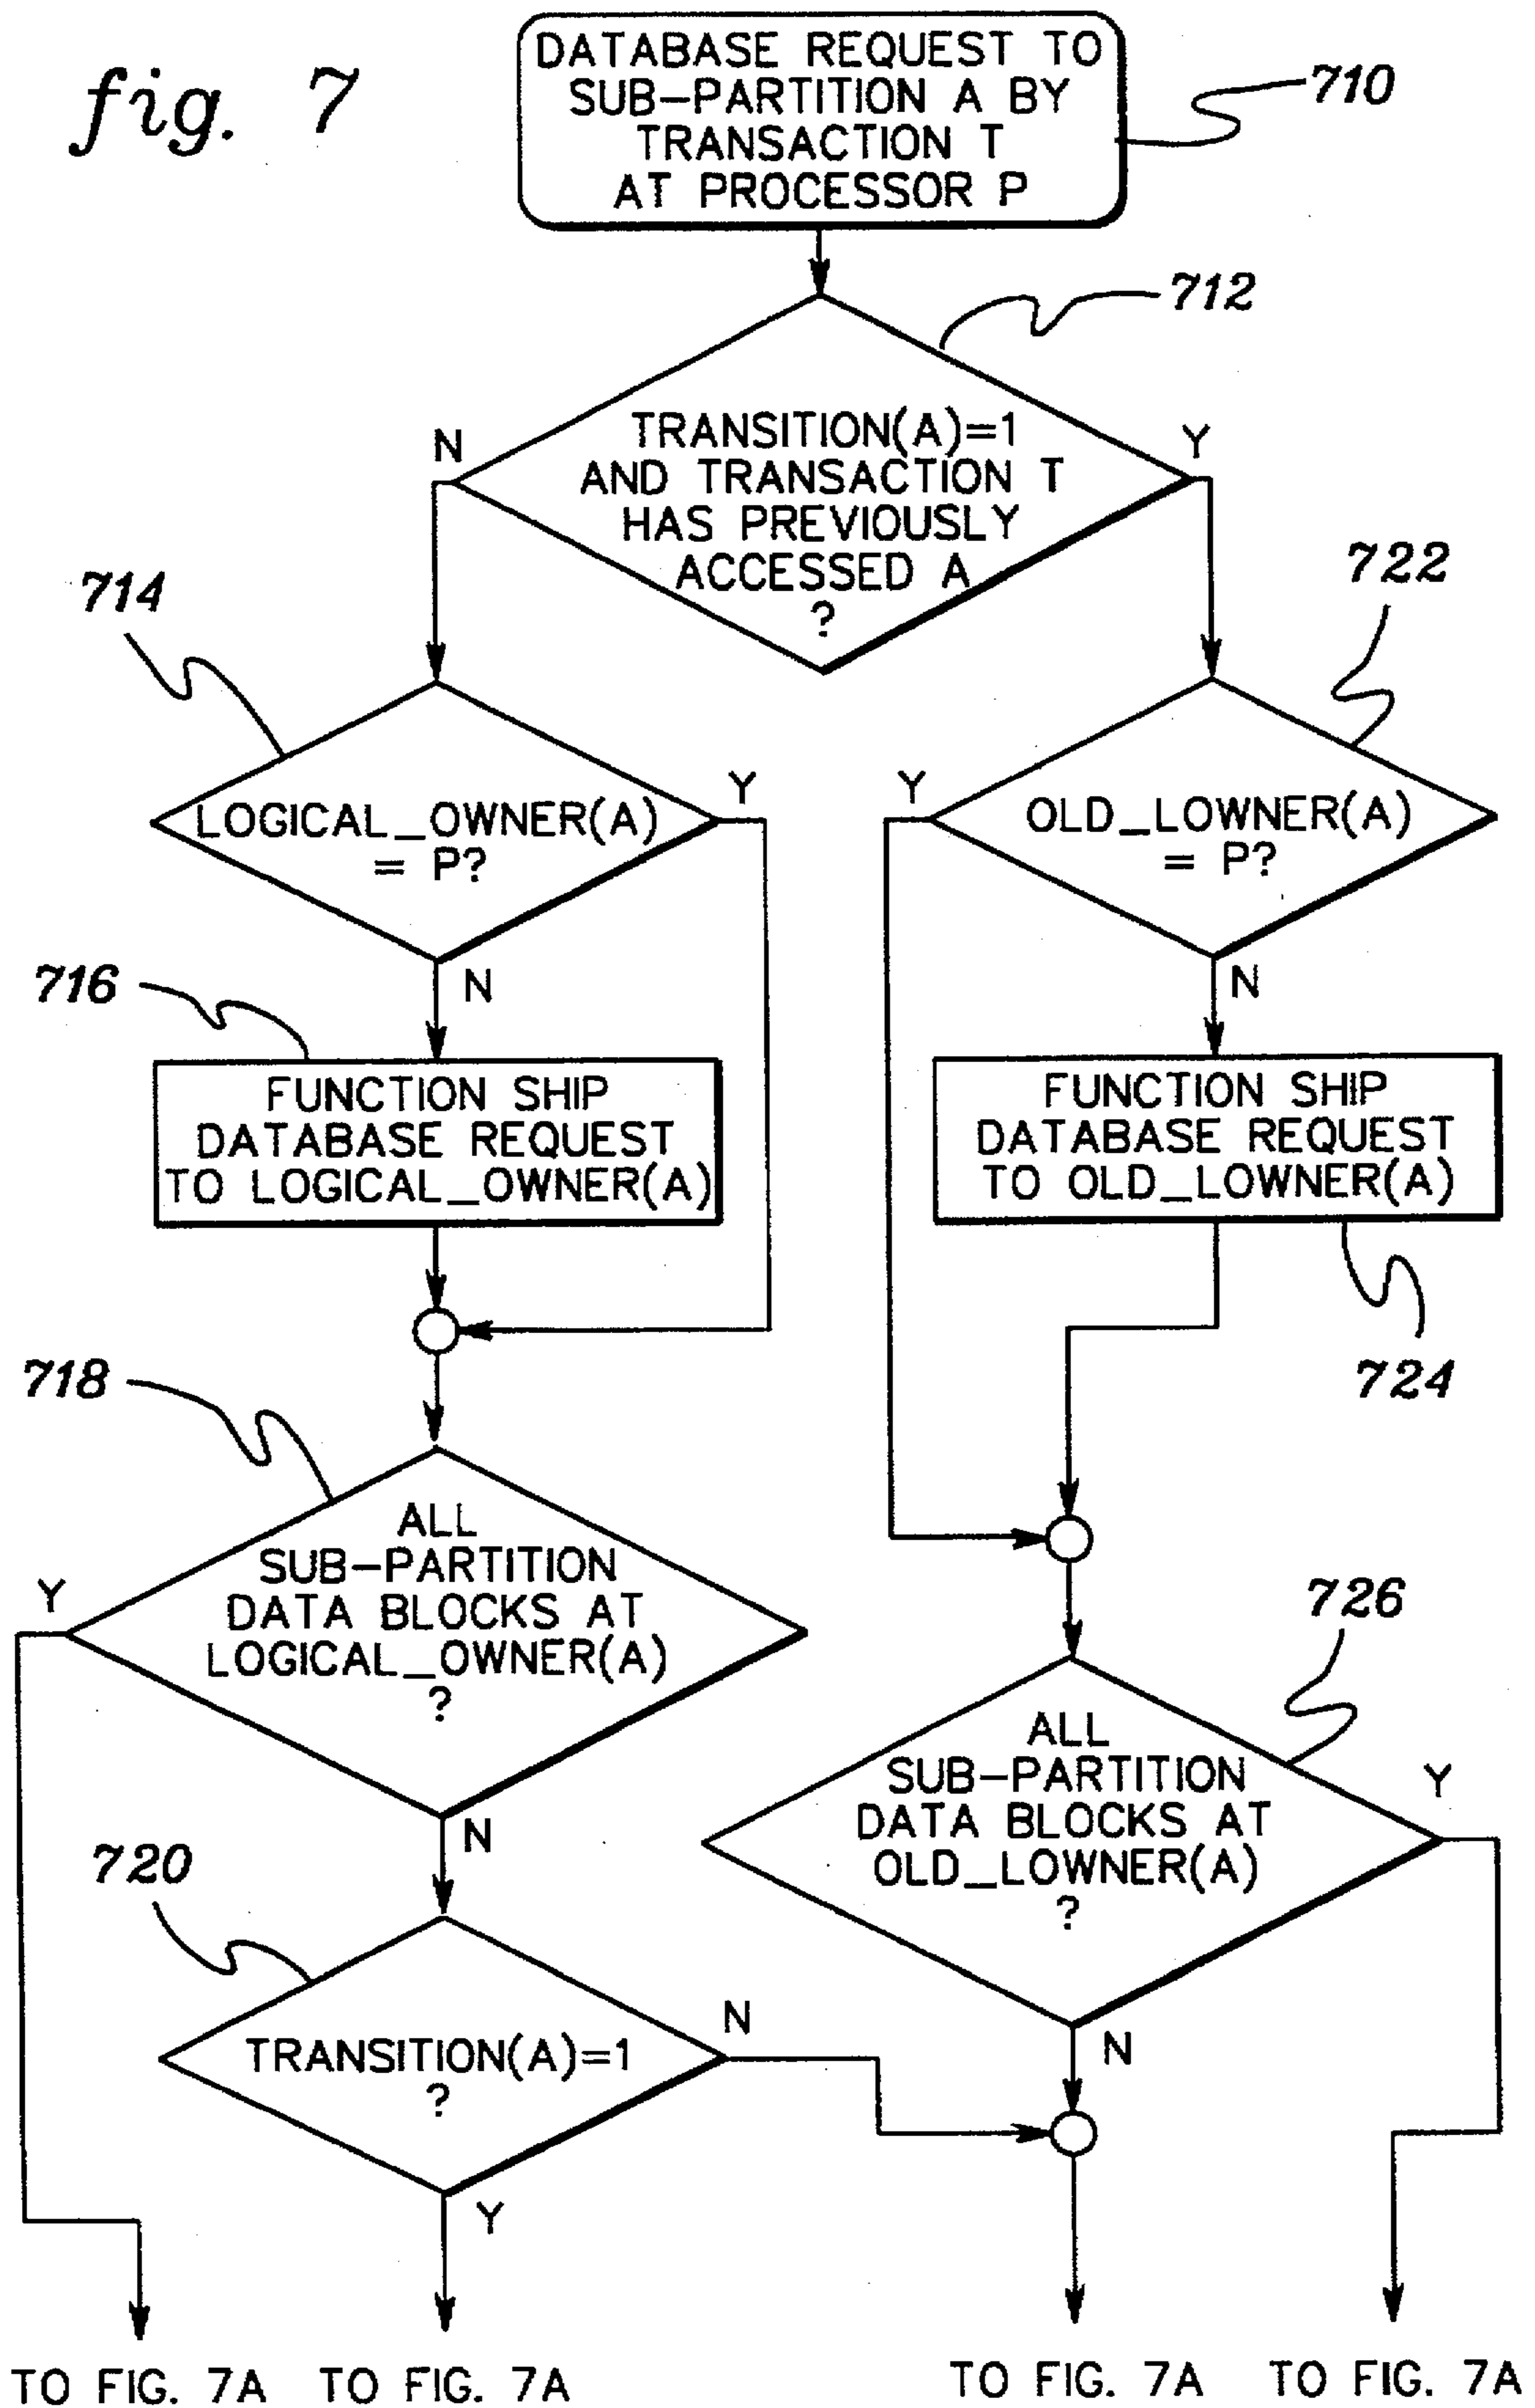 fig. 7
DATABASE REQUEST TO
SUB-PARTITION A BY
TRANSACTION T
AT PROCESSOR P
710
712
TRANSITION(A)=1
AND TRANSACTION T
HAS PREVIOUSLY
ACCESSED A
?
N
Y
714
LOGICAL_OWNER(A)
= P?
Y
N
722
OLD_LOWNER(A)
= P?
Y
N
716
FUNCTION SHIP
DATABASE REQUEST
TO LOGICAL_OWNER(A)
FUNCTION SHIP
DATABASE REQUEST
TO OLD_LOWNER(A)
724
718
ALL
SUB-PARTITION
DATA BLOCKS AT
LOGICAL_OWNER(A)
?
Y
N
726
ALL
SUB-PARTITION
DATA BLOCKS AT
OLD_LOWNER(A)
?
Y
N
720
TRANSITION(A)=1
?
N
Y
TO FIG. 7A
TO FIG. 7A
TO FIG. 7A
TO FIG. 7A